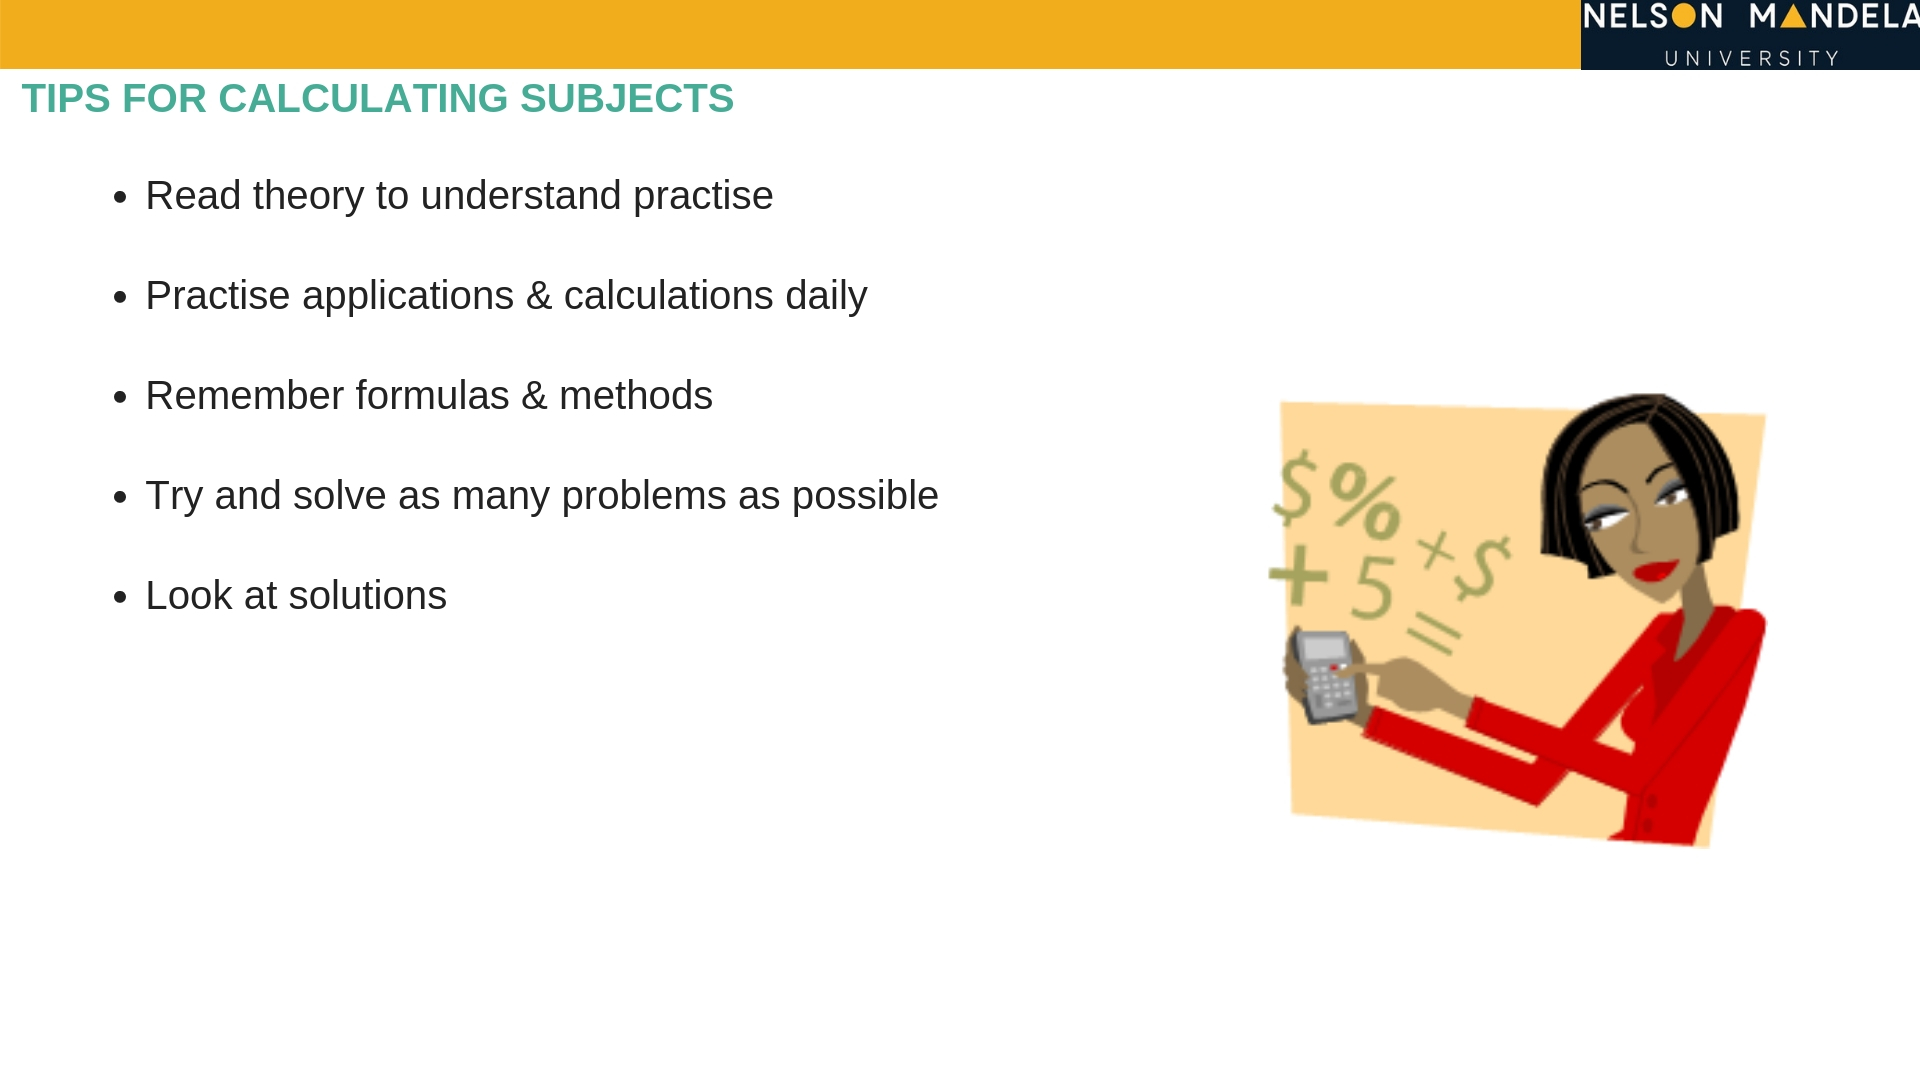 NELSON MANDELA
UNIVERSITY
TIPS FOR CALCULATING SUBJECTS
• Read theory to understand practise
• Practise applications & calculations daily
• Remember formulas & methods
• Try and solve as many problems as possible
• Look at solutions
$ % + $
+ 5 =